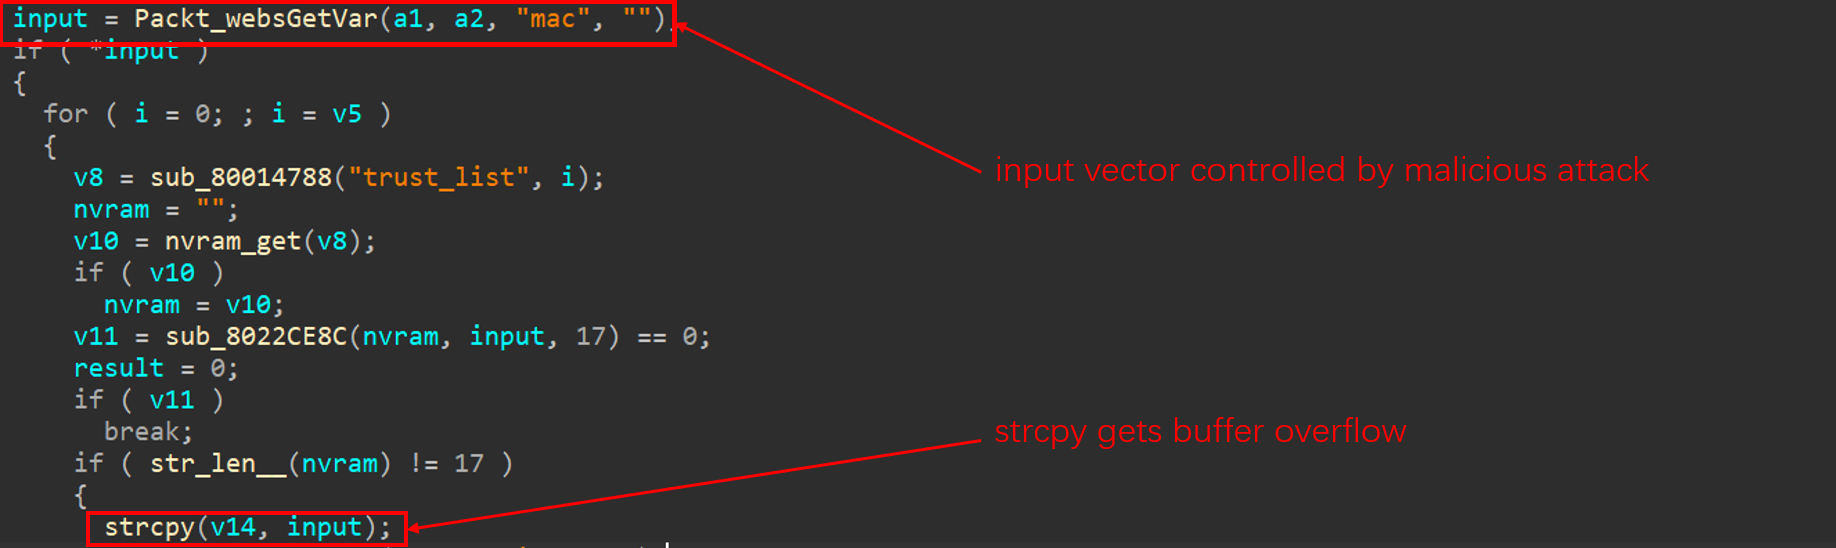 input = Packt_websGetVar(a1, a2, "mac", "")
if ( *input )
{
for ( i = 0; ; i = v5 )
{
v8 = sub_80014788("trust_list", i);
input vector controlled by malicious attack
nvram = "";
v10 = nvram_get(v8);
if ( v10 )
nvram = v10;
v11 = sub_8022CE8C(nvram, input, 17) == 0;
result = 0;
if ( v11 )
break;
strcpy gets buffer overflow
if ( str_len__(nvram) != 17 )
{
strcpy(v14, input);